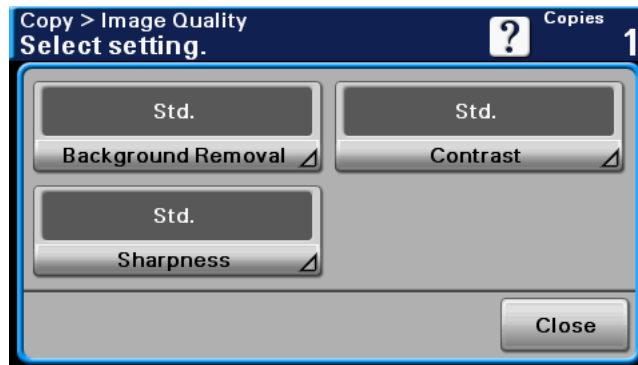 Copy > Image Quality
Select setting.
?
Copies
1
Std.
Background Removal
Std.
Contrast
Std.
Sharpness
Close